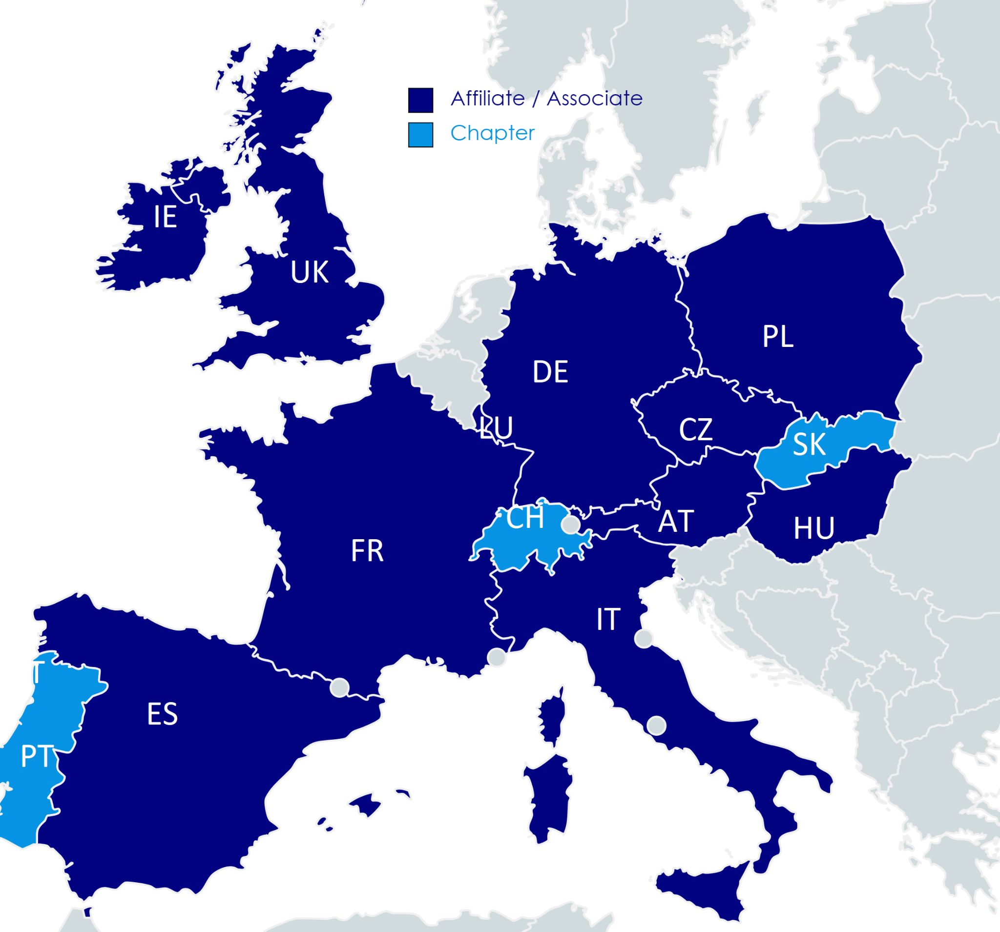 Affiliate / Associate
Chapter
IE
UK
PL
DE
LU
CZ
SK
CH
AT
HU
FR
IT
T
ES
PT